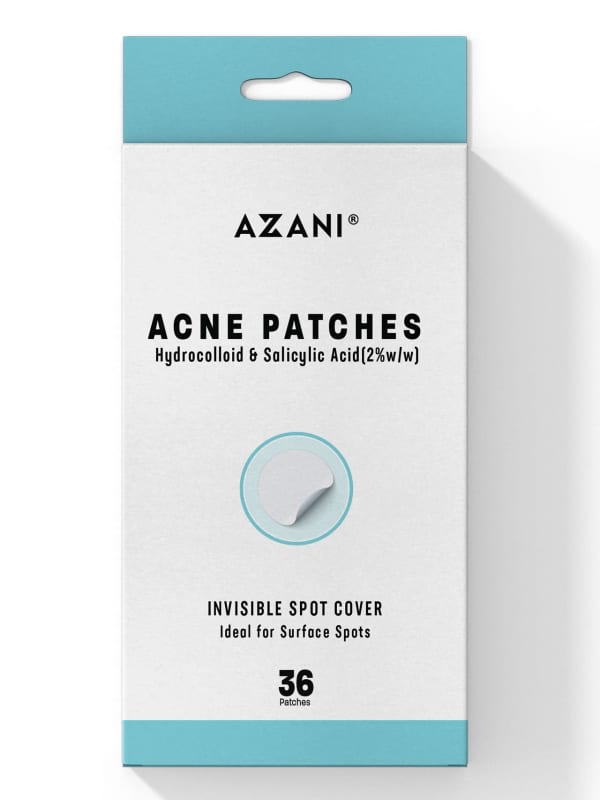 AZANI®
ACNE PATCHES
Hydrocolloid & Salicylic Acid(2%w/w)
INVISIBLE SPOT COVER
Ideal for Surface Spots
36
Patches